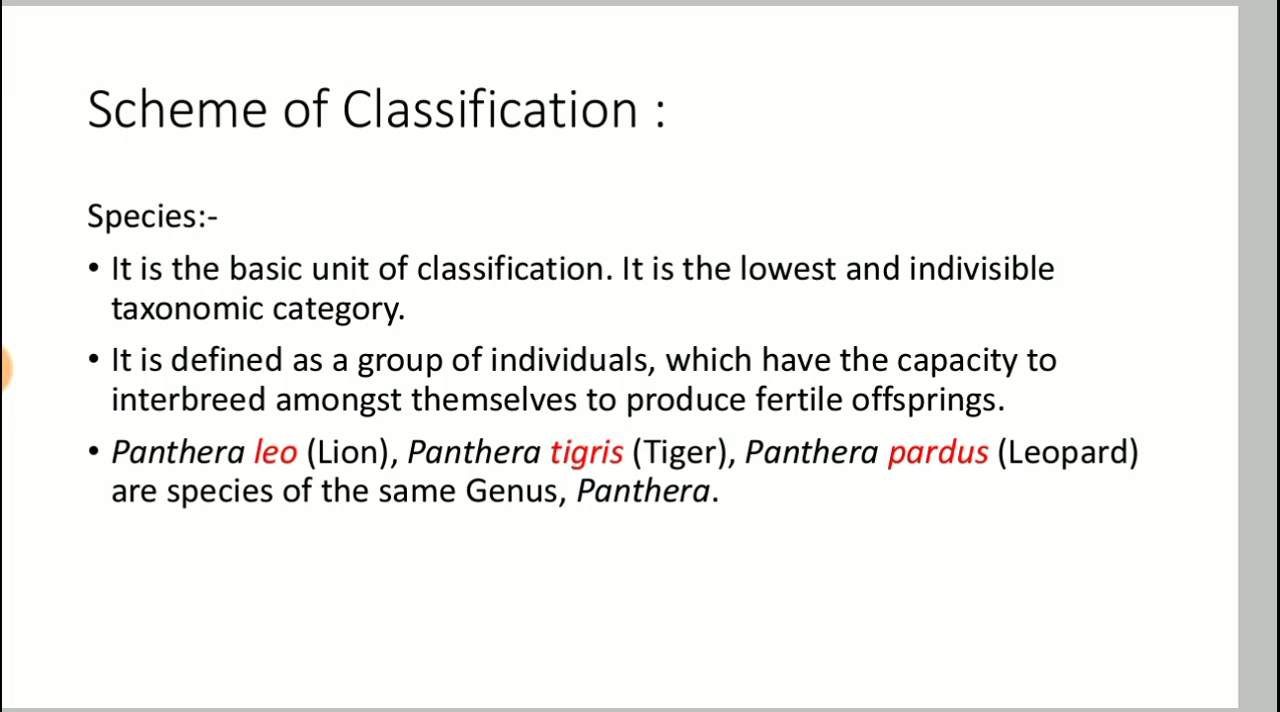 Scheme of Classification :
Species:-
• It is the basic unit of classification. It is the lowest and indivisible
taxonomic category.
• It is defined as a group of individuals, which have the capacity to
interbreed amongst themselves to produce fertile offsprings.
• Panthera leo (Lion), Panthera tigris (Tiger), Panthera pardus (Leopard)
are species of the same Genus, Panthera.